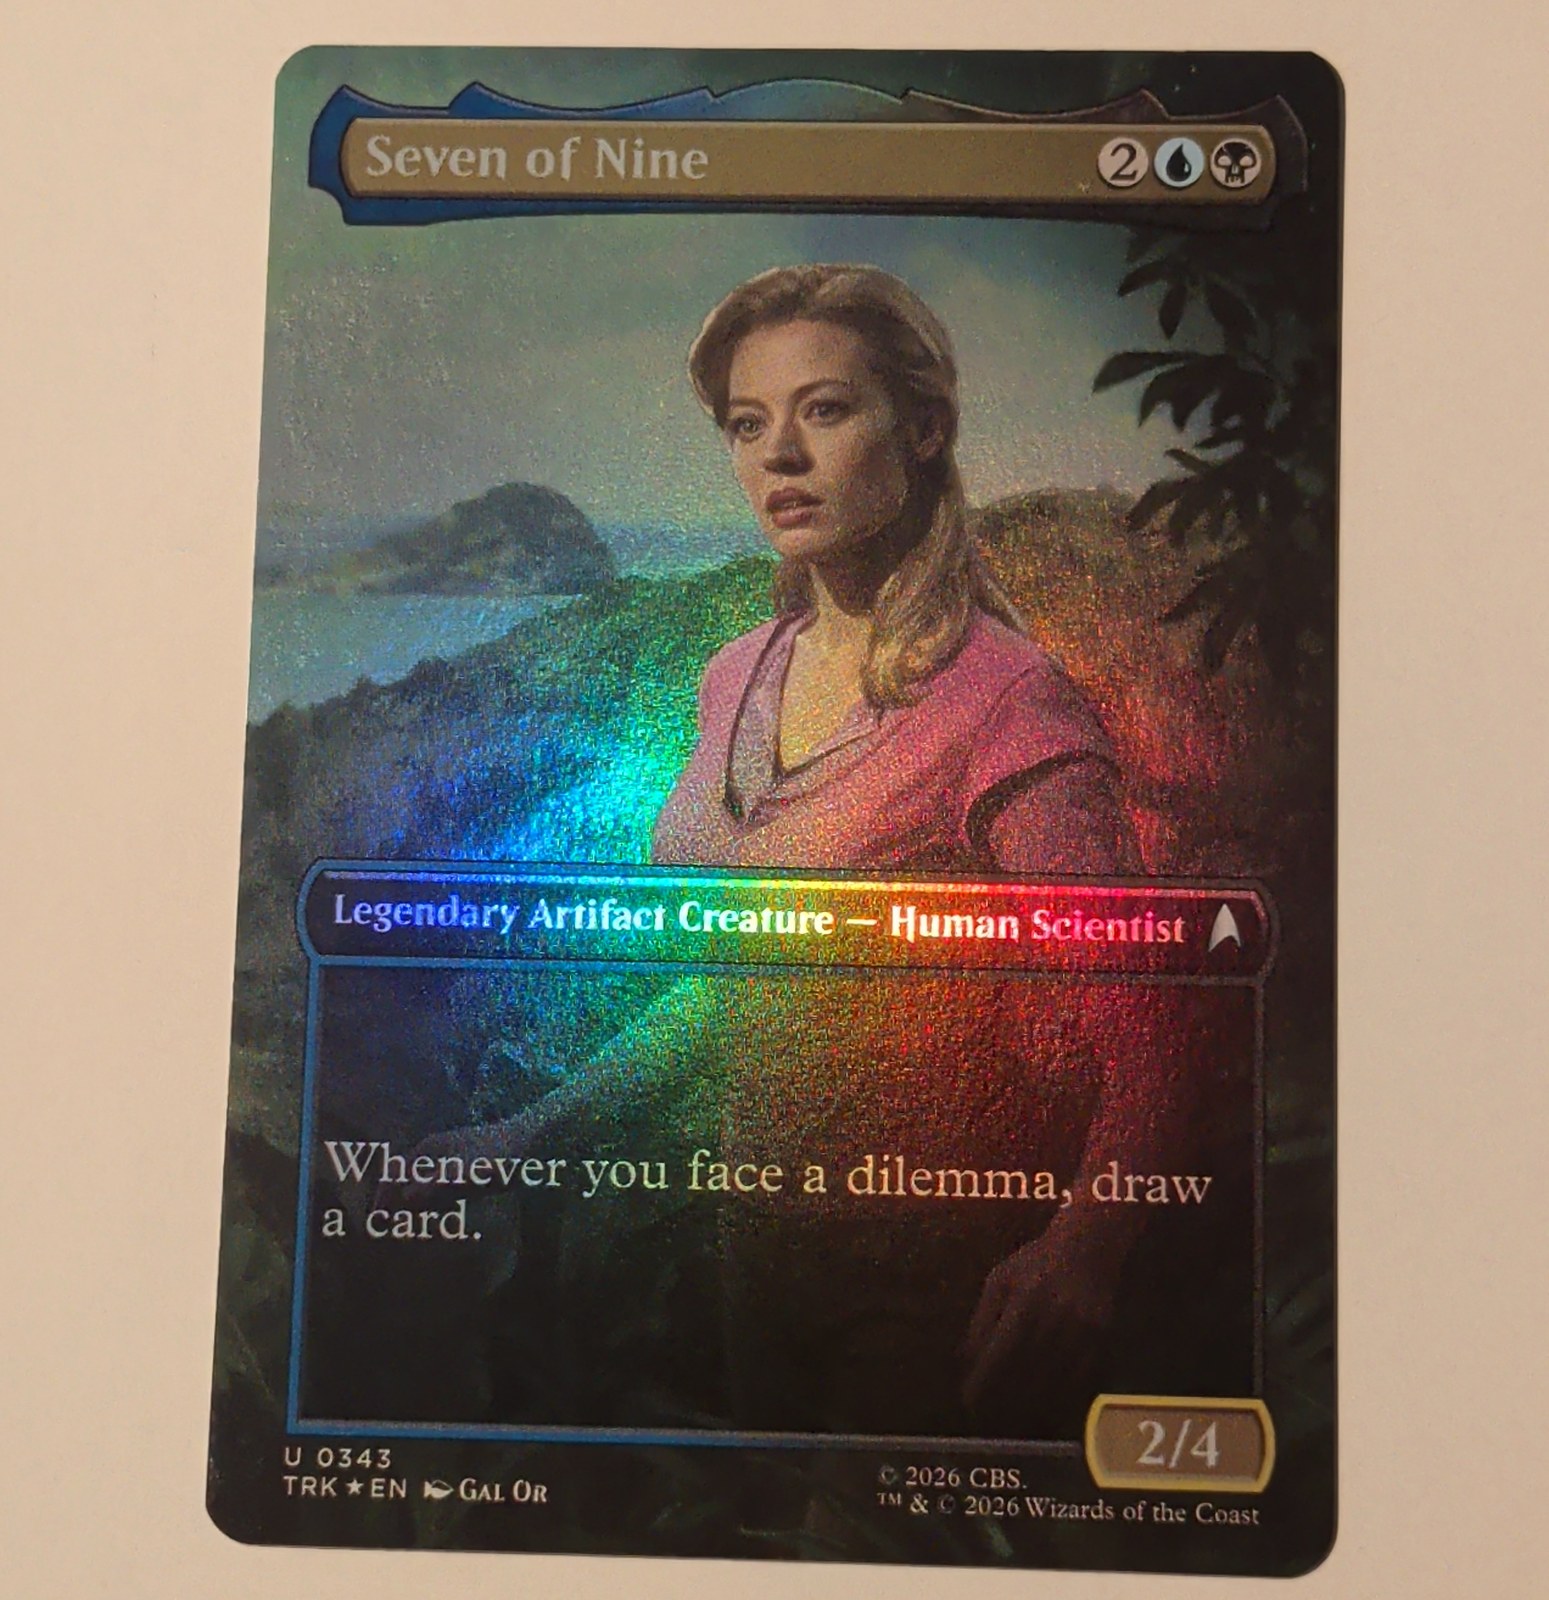 Seven of Nine 2
Legendary Artifact Creature — Human Scientist
Whenever you face a dilemma, draw
a card.
2/4
U 0343
TRK★EN Gal Or
© 2026 CBS.
™ & © 2026 Wizards of the Coast